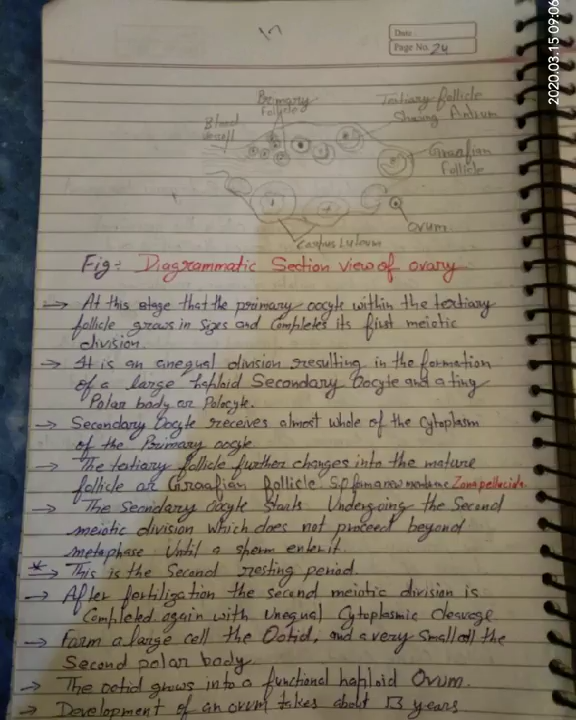 2020.03.15 09:06
Date
Page No. 24
Primary
Follicle
Tertiary follicle
Showing Antrum
Blood
vessell
Graafian
Follicle
Ovum
Corpus Luteum
Fig:- Diagrammatic Section view of ovary
→ At this stage that the primary oocyte within the tertiary
follicle grows in sizes and Completes its first meiotic
division.
→ It is an unequal division resulting in the formation
of a large haploid Secondary Oocyte and a tiny
Polar body or Polocyte.
→ Secondary Oocyte receives almost whole of the Cytoplasm
of the Primary oocyte
→ The tertiary follicle further changes into the mature
follicle or Graafian Follicle. S.O forms a new membrane Zona pellucida
→ The Secondary oocyte starts Undergoing the Second
meiotic division which does not proceed beyond
metaphase Until a sperm enter it.
* → This is the Second resting period.
→ After fertilization the second meiotic division is
Completed again with unequal Cytoplasmic cleavage
→ Form a large cell the Ootid, and a very small cell the
Second polar body
→ The ootid grows into a functional haploid Ovum.
→ Development of an ovum takes about 13 years